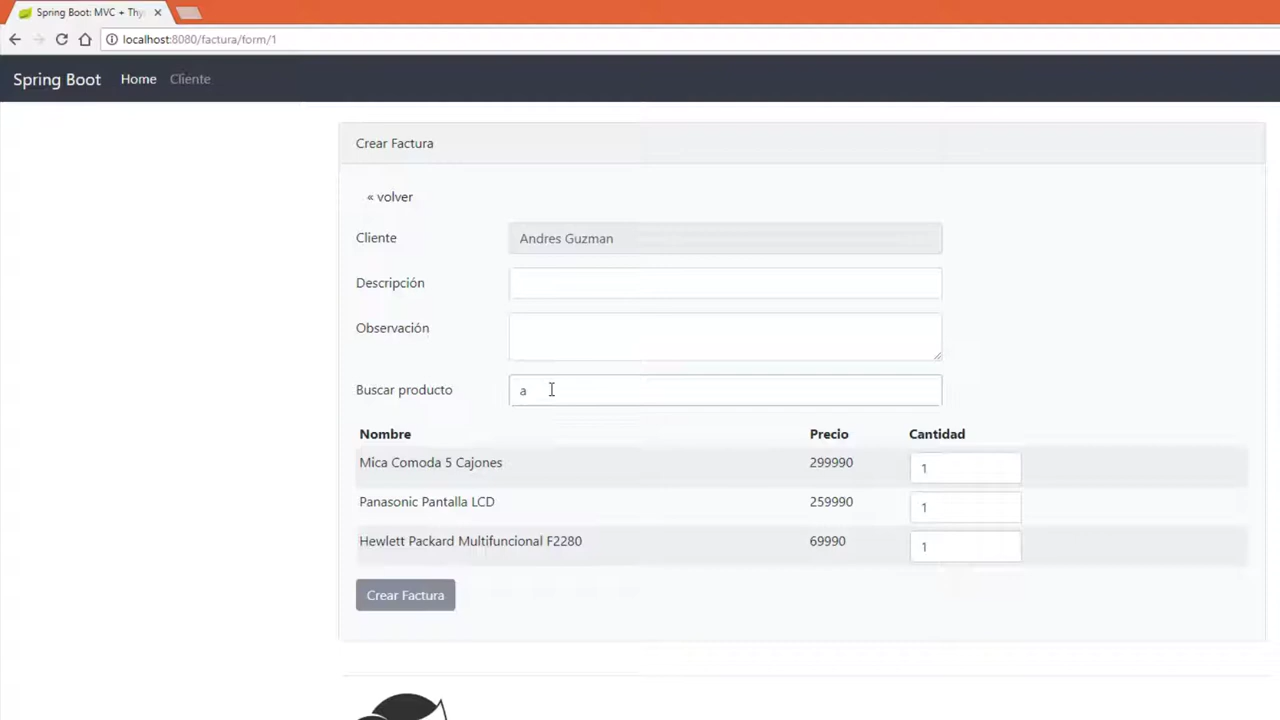 Spring Boot: MVC + Thy
localhost:8080/factura/form/1
Spring Boot Home Cliente
Crear Factura
« volver
Cliente Andres Guzman
Descripción
Observación
Buscar producto a
Nombre Precio Cantidad
Mica Comoda 5 Cajones 299990 1
Panasonic Pantalla LCD 259990 1
Hewlett Packard Multifuncional F2280 69990 1
Crear Factura